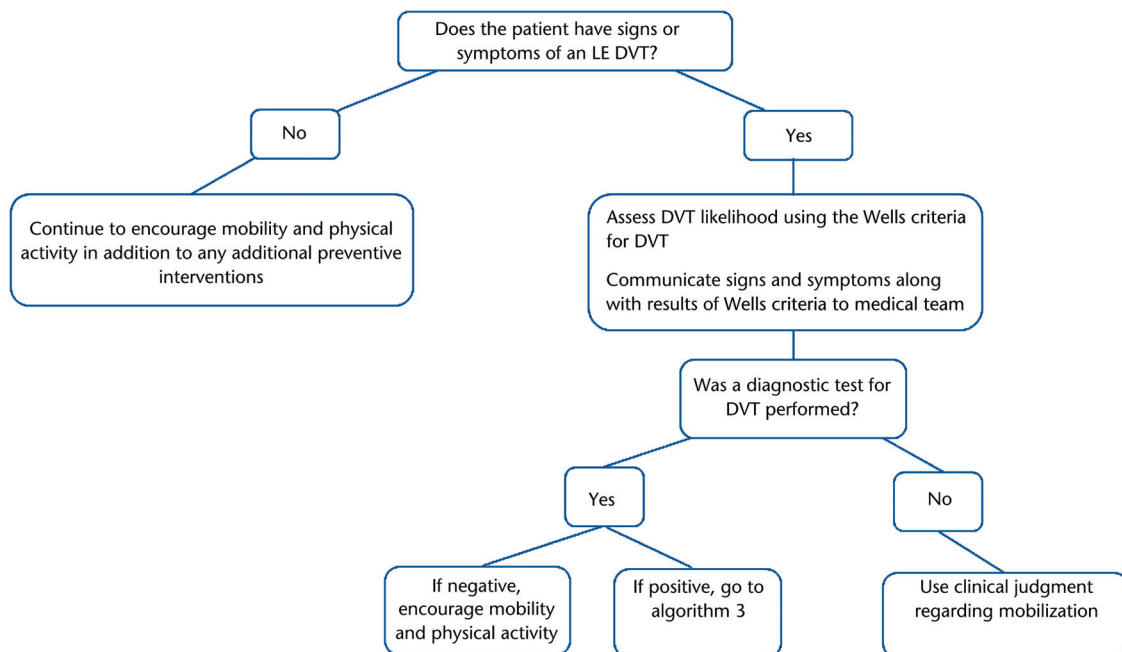 Does the patient have signs or
symptoms of an LE DVT?
No
Yes
Continue to encourage mobility and physical
activity in addition to any additional preventive
interventions
Assess DVT likelihood using the Wells criteria
for DVT
Communicate signs and symptoms along
with results of Wells criteria to medical team
Was a diagnostic test for
DVT performed?
Yes
No
If negative,
encourage mobility
and physical activity
If positive, go to
algorithm 3
Use clinical judgment
regarding mobilization